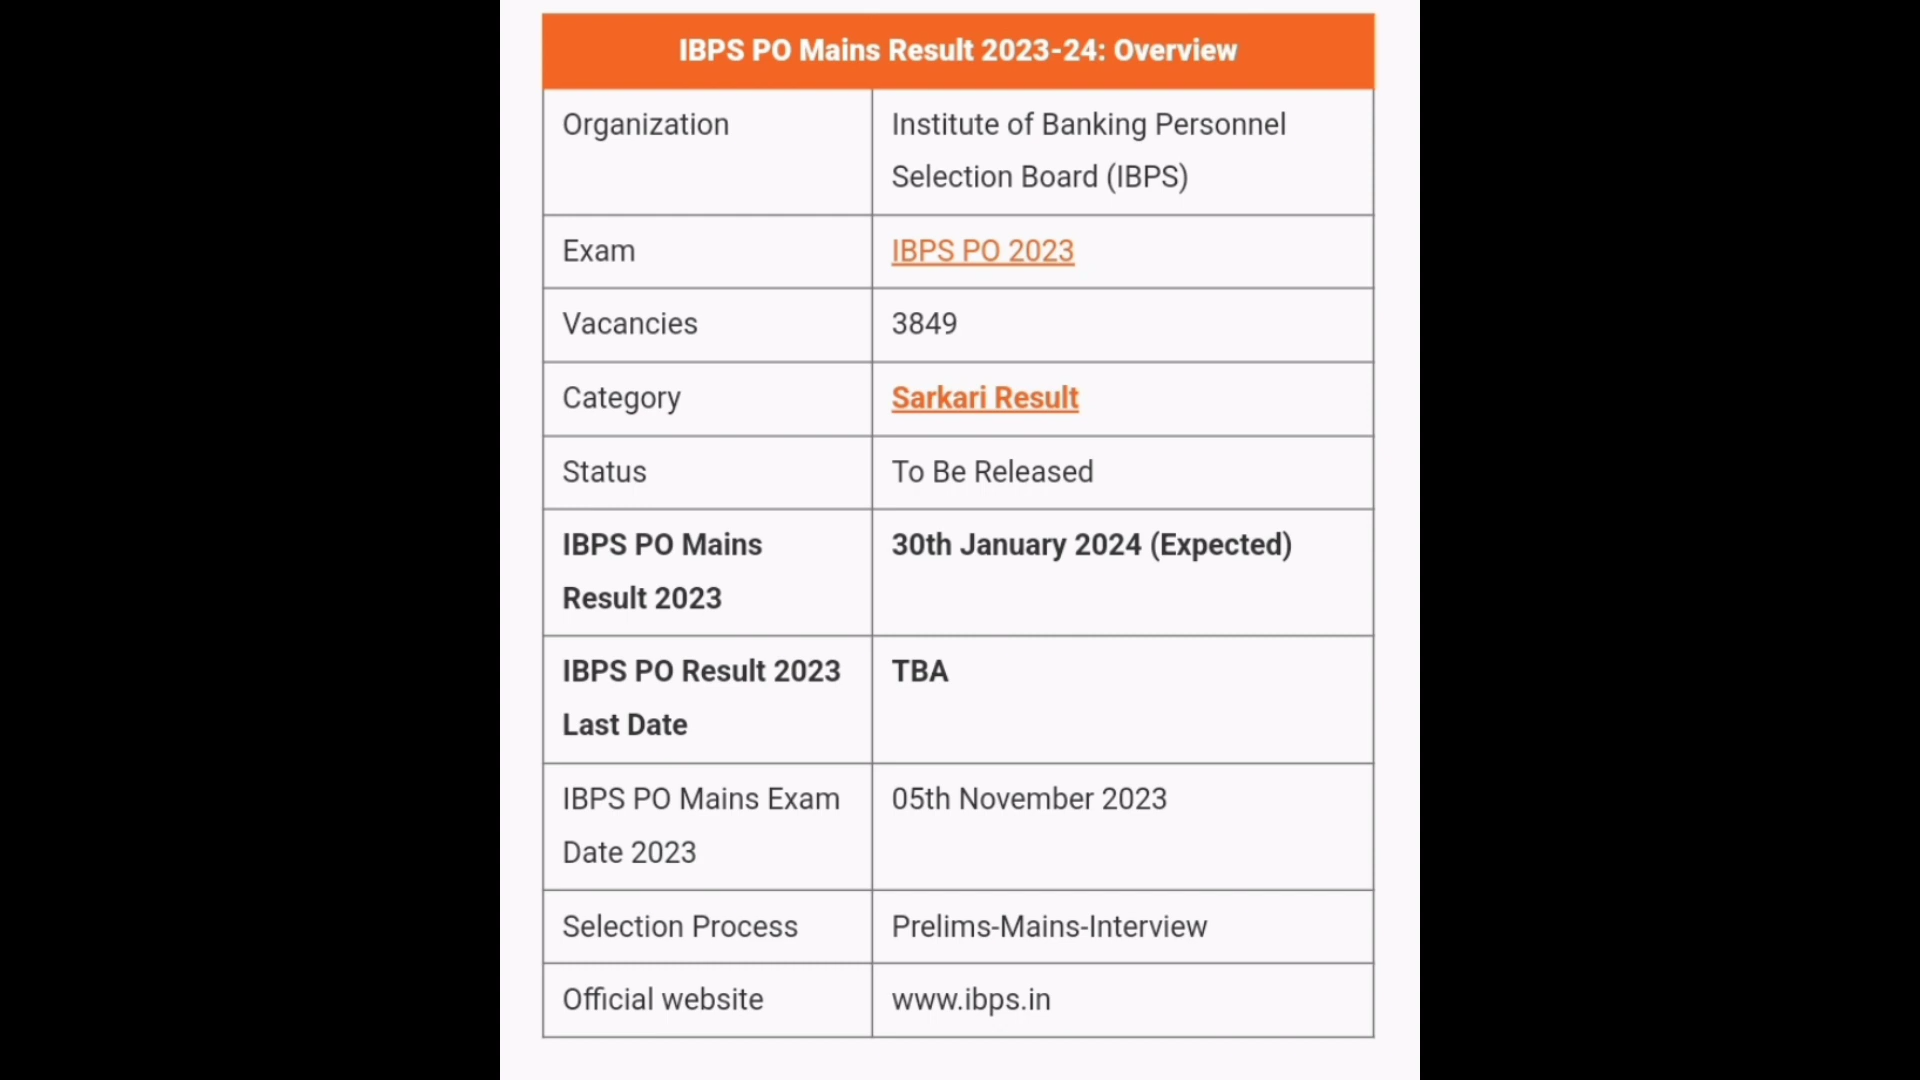 IBPS PO Mains Result 2023-24: Overview
Organization
Institute of Banking Personnel
Selection Board (IBPS)
Exam
IBPS PO 2023
Vacancies
3849
Category
Sarkari Result
Status
To Be Released
IBPS PO Mains
Result 2023
30th January 2024 (Expected)
IBPS PO Result 2023
Last Date
TBA
IBPS PO Mains Exam
Date 2023
05th November 2023
Selection Process
Prelims-Mains-Interview
Official website
www.ibps.in